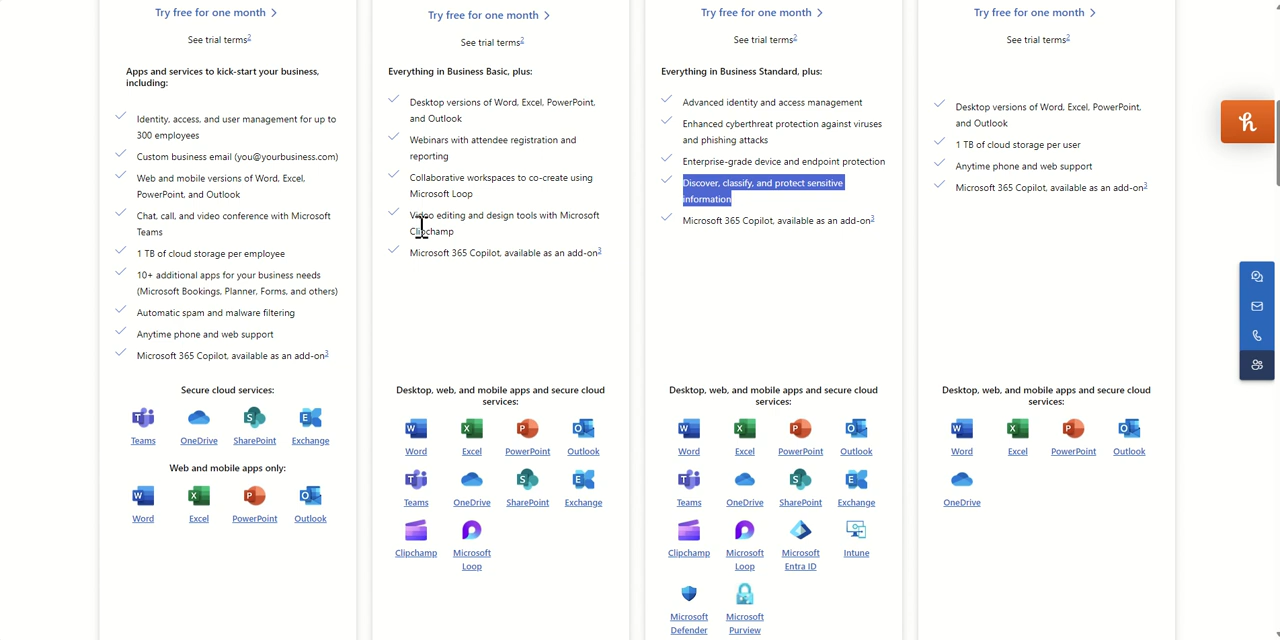 Try free for one month >
See trial terms2
Apps and services to kick-start your business,
including:
Identity, access, and user management for up to
300 employees
Custom business email (you@yourbusiness.com)
Web and mobile versions of Word, Excel,
PowerPoint, and Outlook
Chat, call, and video conference with Microsoft
Teams
1 TB of cloud storage per employee
10+ additional apps for your business needs
(Microsoft Bookings, Planner, Forms, and others)
Automatic spam and malware filtering
Anytime phone and web support
Microsoft 365 Copilot, available as an add-on3
Secure cloud services:
Teams
OneDrive
SharePoint
Exchange
Web and mobile apps only:
Word
Excel
PowerPoint
Outlook
Try free for one month >
See trial terms2
Everything in Business Basic, plus:
Desktop versions of Word, Excel, PowerPoint,
and Outlook
Webinars with attendee registration and
reporting
Collaborative workspaces to co-create using
Microsoft Loop
Video editing and design tools with Microsoft
Clipchamp
Microsoft 365 Copilot, available as an add-on3
Desktop, web, and mobile apps and secure cloud
services:
Word
Excel
PowerPoint
Outlook
Teams
OneDrive
SharePoint
Exchange
Clipchamp
Microsoft
Loop
Try free for one month >
See trial terms2
Everything in Business Standard, plus:
Advanced identity and access management
Enhanced cyberthreat protection against viruses
and phishing attacks
Enterprise-grade device and endpoint protection
Discover, classify, and protect sensitive
information
Microsoft 365 Copilot, available as an add-on3
Desktop, web, and mobile apps and secure cloud
services:
Word
Excel
PowerPoint
Outlook
Teams
OneDrive
SharePoint
Exchange
Clipchamp
Microsoft
Loop
Microsoft
Entra ID
Intune
Microsoft
Defender
Microsoft
Purview
Try free for one month >
See trial terms2
Desktop versions of Word, Excel, PowerPoint,
and Outlook
1 TB of cloud storage per user
Anytime phone and web support
Microsoft 365 Copilot, available as an add-on3
Desktop, web, and mobile apps and secure cloud
services:
Word
Excel
PowerPoint
Outlook
OneDrive